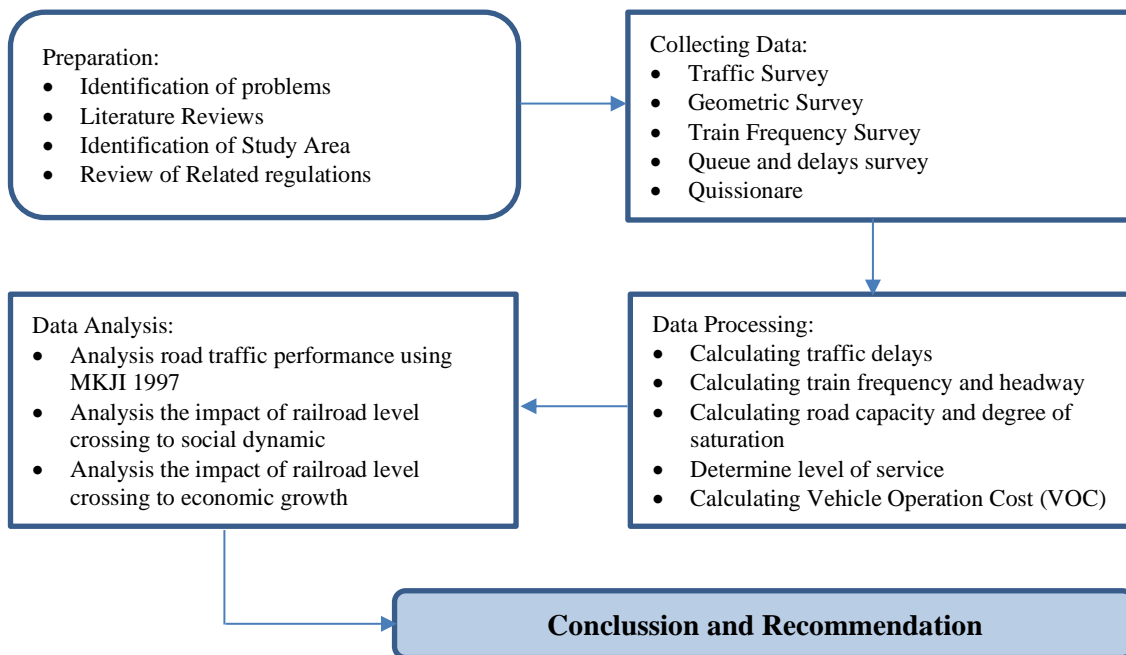 Preparation:
• Identification of problems
• Literature Reviews
• Identification of Study Area
• Review of Related regulations
Collecting Data:
• Traffic Survey
• Geometric Survey
• Train Frequency Survey
• Queue and delays survey
• Quissionare
Data Processing:
• Calculating traffic delays
• Calculating train frequency and headway
• Calculating road capacity and degree of
saturation
• Determine level of service
• Calculating Vehicle Operation Cost (VOC)
Data Analysis:
• Analysis road traffic performance using
MKJI 1997
• Analysis the impact of railroad level
crossing to social dynamic
• Analysis the impact of railroad level
crossing to economic growth
Conclussion and Recommendation